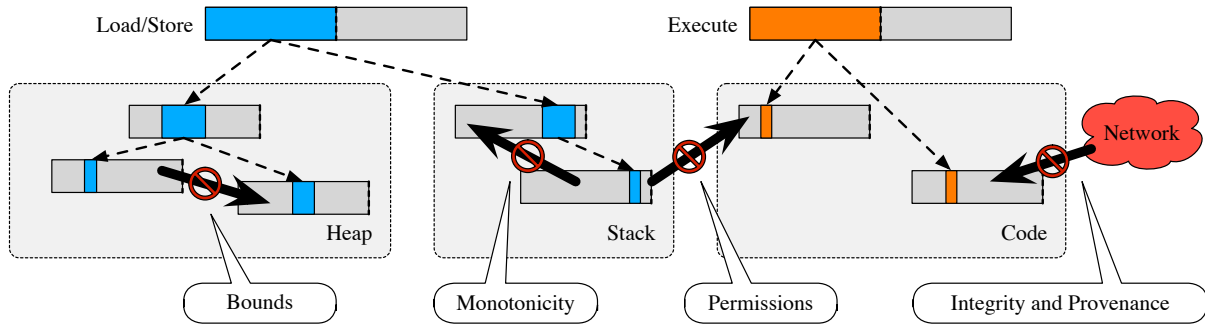 Load/Store
Execute
Network
Heap
Stack
Code
Bounds
Monotonicity
Permissions
Integrity and Provenance